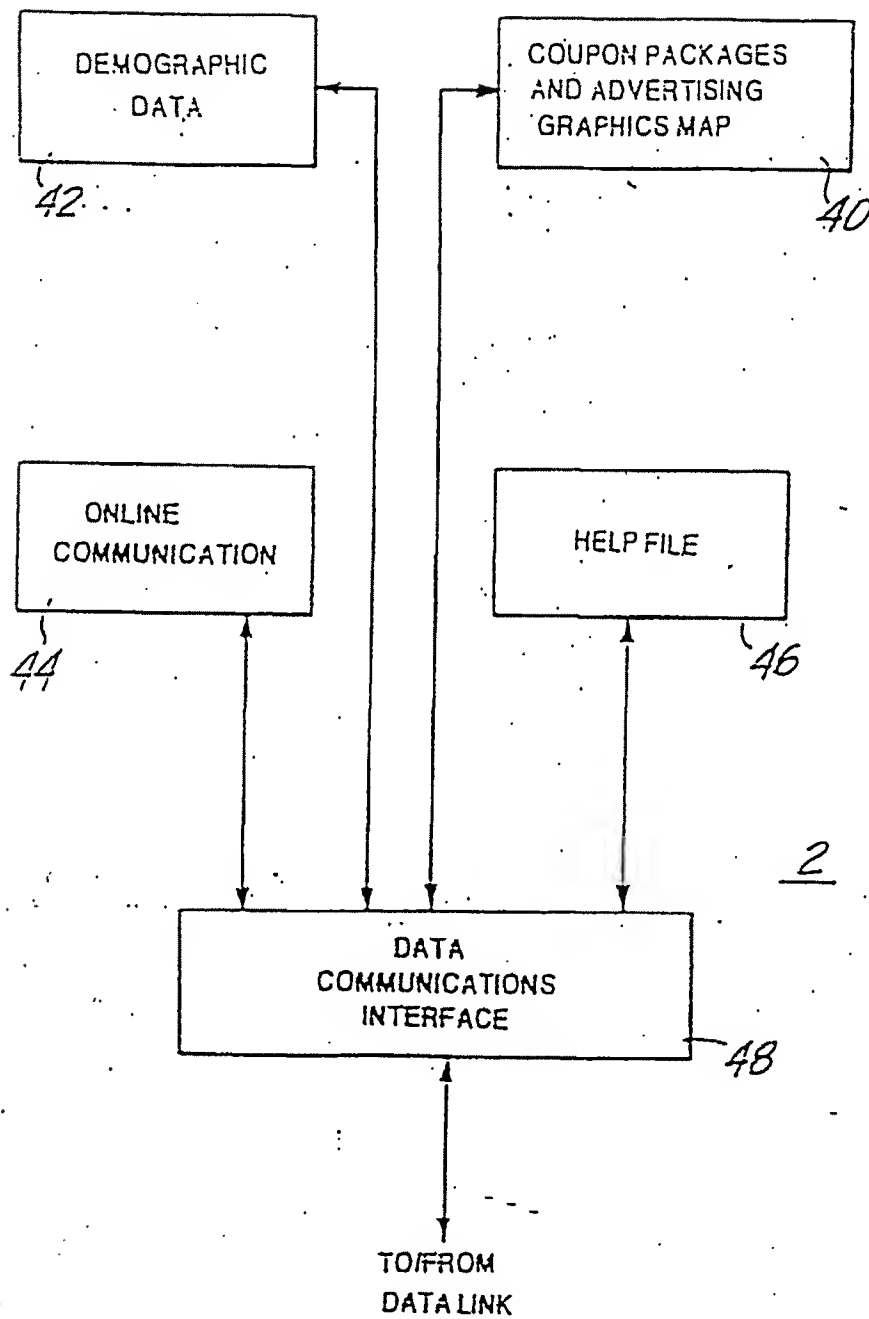 DEMOGRAPHIC
DATA
42
COUPON PACKAGES
AND ADVERTISING
GRAPHICS MAP
40
ONLINE
COMMUNICATION
44
HELP FILE
46
2
DATA
COMMUNICATIONS
INTERFACE
48
TO/FROM
DATA LINK